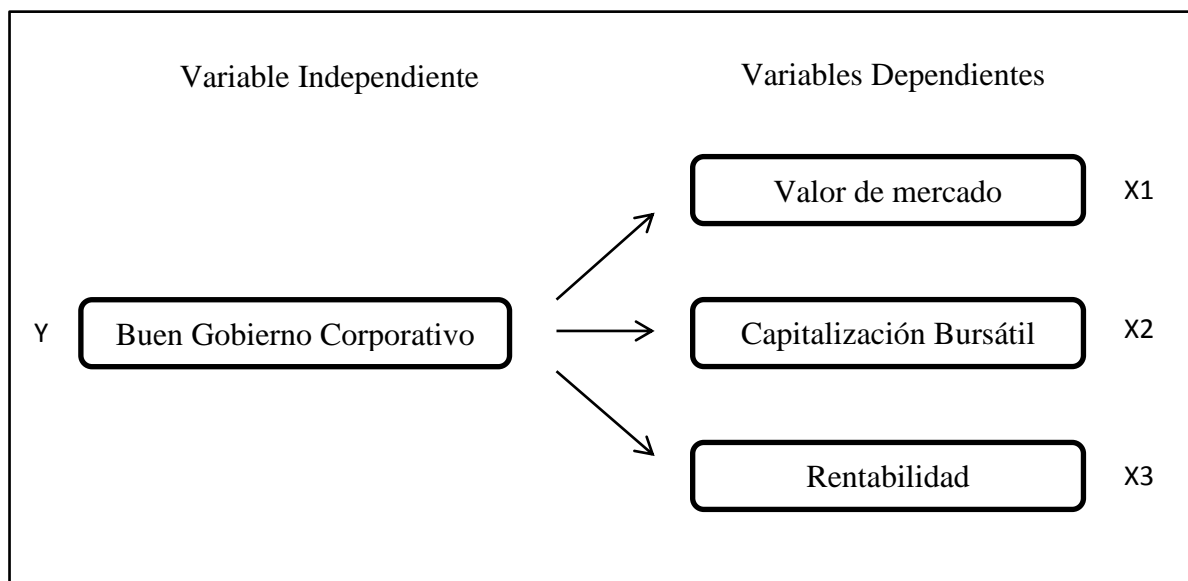 Variable Independiente
Variables Dependientes
Valor de mercado X1
Y Buen Gobierno Corporativo
Capitalización Bursátil X2
Rentabilidad X3